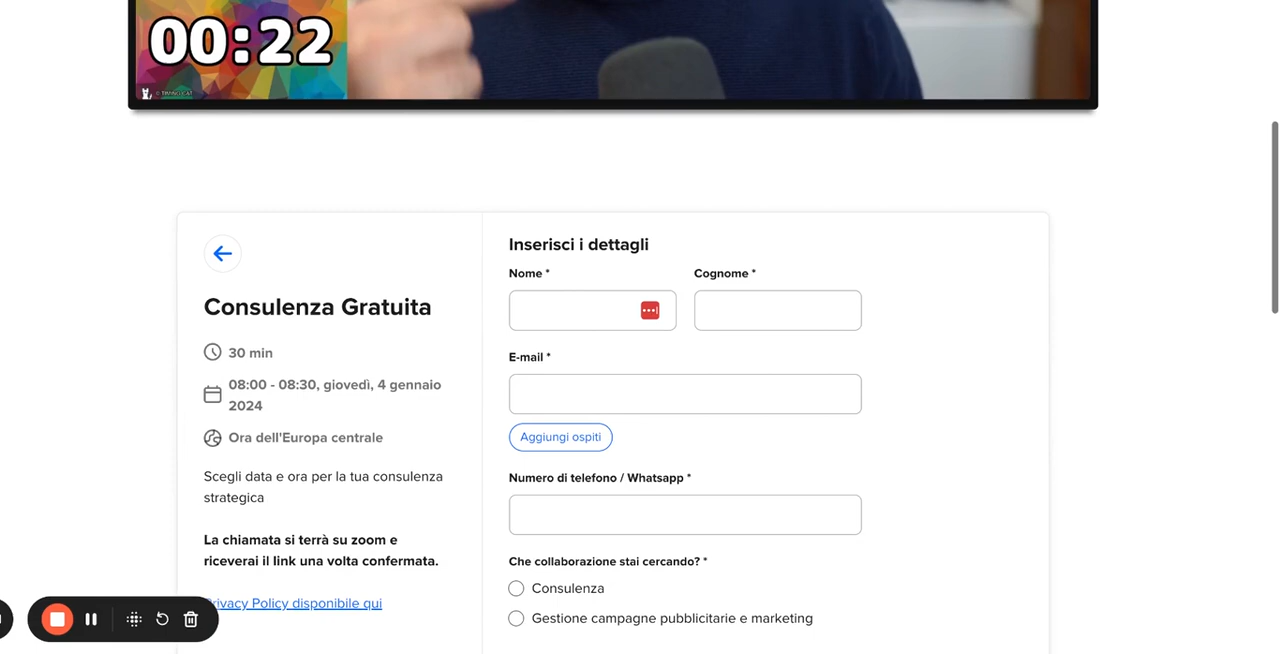 00:22
© TIMING CAT
Consulenza Gratuita
30 min
08:00 - 08:30, giovedì, 4 gennaio
2024
Ora dell'Europa centrale
Scegli data e ora per la tua consulenza
strategica
La chiamata si terrà su zoom e
riceverai il link una volta confermata.
Privacy Policy disponibile qui
Inserisci i dettagli
Nome *
Cognome *
E-mail *
Aggiungi ospiti
Numero di telefono / Whatsapp *
Che collaborazione stai cercando? *
Consulenza
Gestione campagne pubblicitarie e marketing